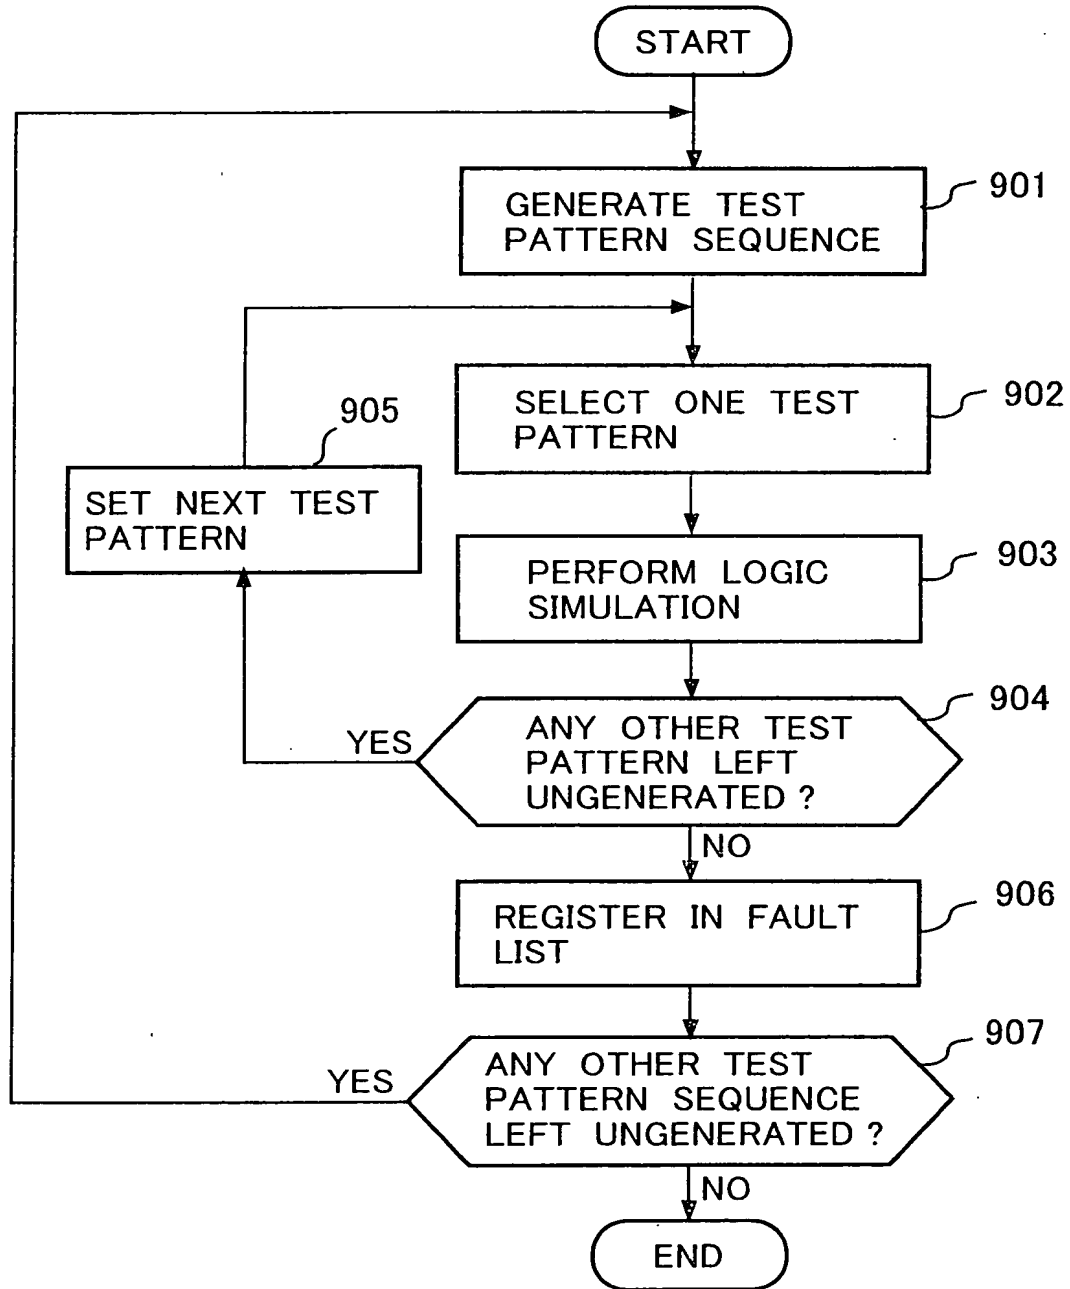 START
901
GENERATE TEST
PATTERN SEQUENCE
902
SELECT ONE TEST
PATTERN
905
SET NEXT TEST
PATTERN
903
PERFORM LOGIC
SIMULATION
904
YES
ANY OTHER TEST
PATTERN LEFT
UNGENERATED ?
NO
906
REGISTER IN FAULT
LIST
907
YES
ANY OTHER TEST
PATTERN SEQUENCE
LEFT UNGENERATED ?
NO
END